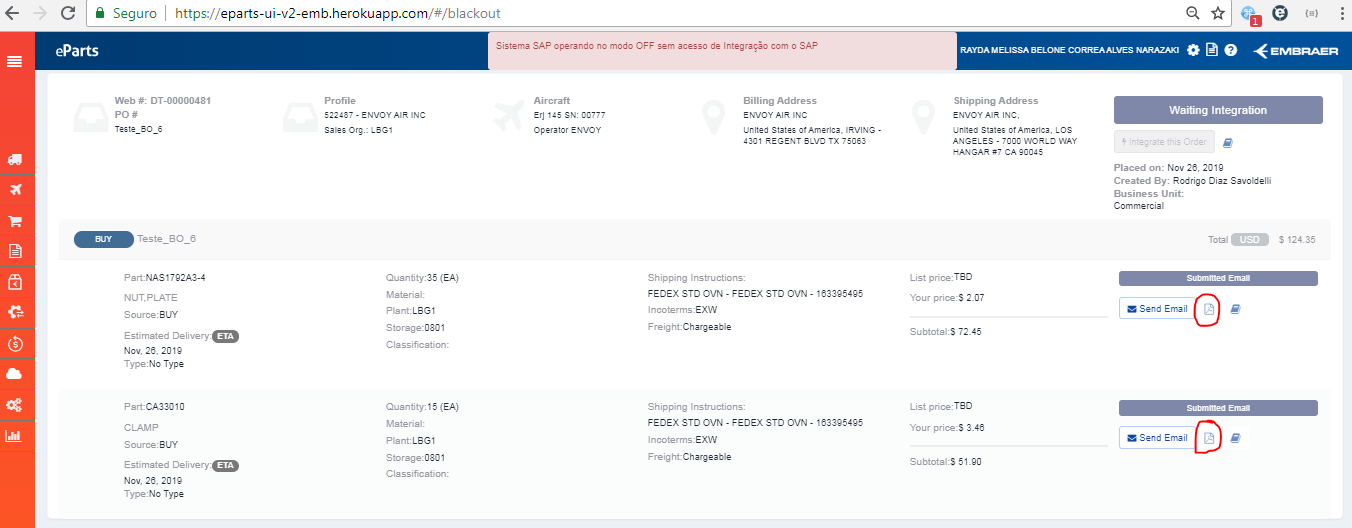 Seguro https://eparts-ui-v2-emb.herokuapp.com/#/blackout
1
eParts
Sistema SAP operando no modo OFF sem acesso de Integração com o SAP
RAYDA MELISSA BELONE CORREA ALVES NARAZAKI
EMBRAER
Web #: DT-00000481
PO #
Teste_BO_6
Profile
522487 - ENVOY AIR INC
Sales Org.: LBG1
Aircraft
Erj 145 SN: 00777
Operator ENVOY
Billing Address
ENVOY AIR INC
United States of America, IRVING -
4301 REGENT BLVD TX 75063
Shipping Address
ENVOY AIR INC,
United States of America, LOS
ANGELES - 7000 WORLD WAY
HANGAR #7 CA 90045
Waiting Integration
Integrate this Order
Placed on: Nov 26, 2019
Created By: Rodrigo Diaz Savoldelli
Business Unit:
Commercial
BUY Teste_BO_6
Total USD $ 124.35
Part:NAS1792A3-4
NUT,PLATE
Source:BUY
Estimated Delivery: ETA
Nov, 26, 2019
Type:No Type
Quantity:35 (EA)
Material:
Plant:LBG1
Storage:0801
Classification:
Shipping Instructions:
FEDEX STD OVN - FEDEX STD OVN - 163395495
Incoterms:EXW
Freight:Chargeable
List price:TBD
Your price:$ 2.07
Subtotal:$ 72.45
Submitted Email
Send Email
Part:CA33010
CLAMP
Source:BUY
Estimated Delivery: ETA
Nov, 26, 2019
Type:No Type
Quantity:15 (EA)
Material:
Plant:LBG1
Storage:0801
Classification:
Shipping Instructions:
FEDEX STD OVN - FEDEX STD OVN - 163395495
Incoterms:EXW
Freight:Chargeable
List price:TBD
Your price:$ 3.46
Subtotal:$ 51.90
Submitted Email
Send Email